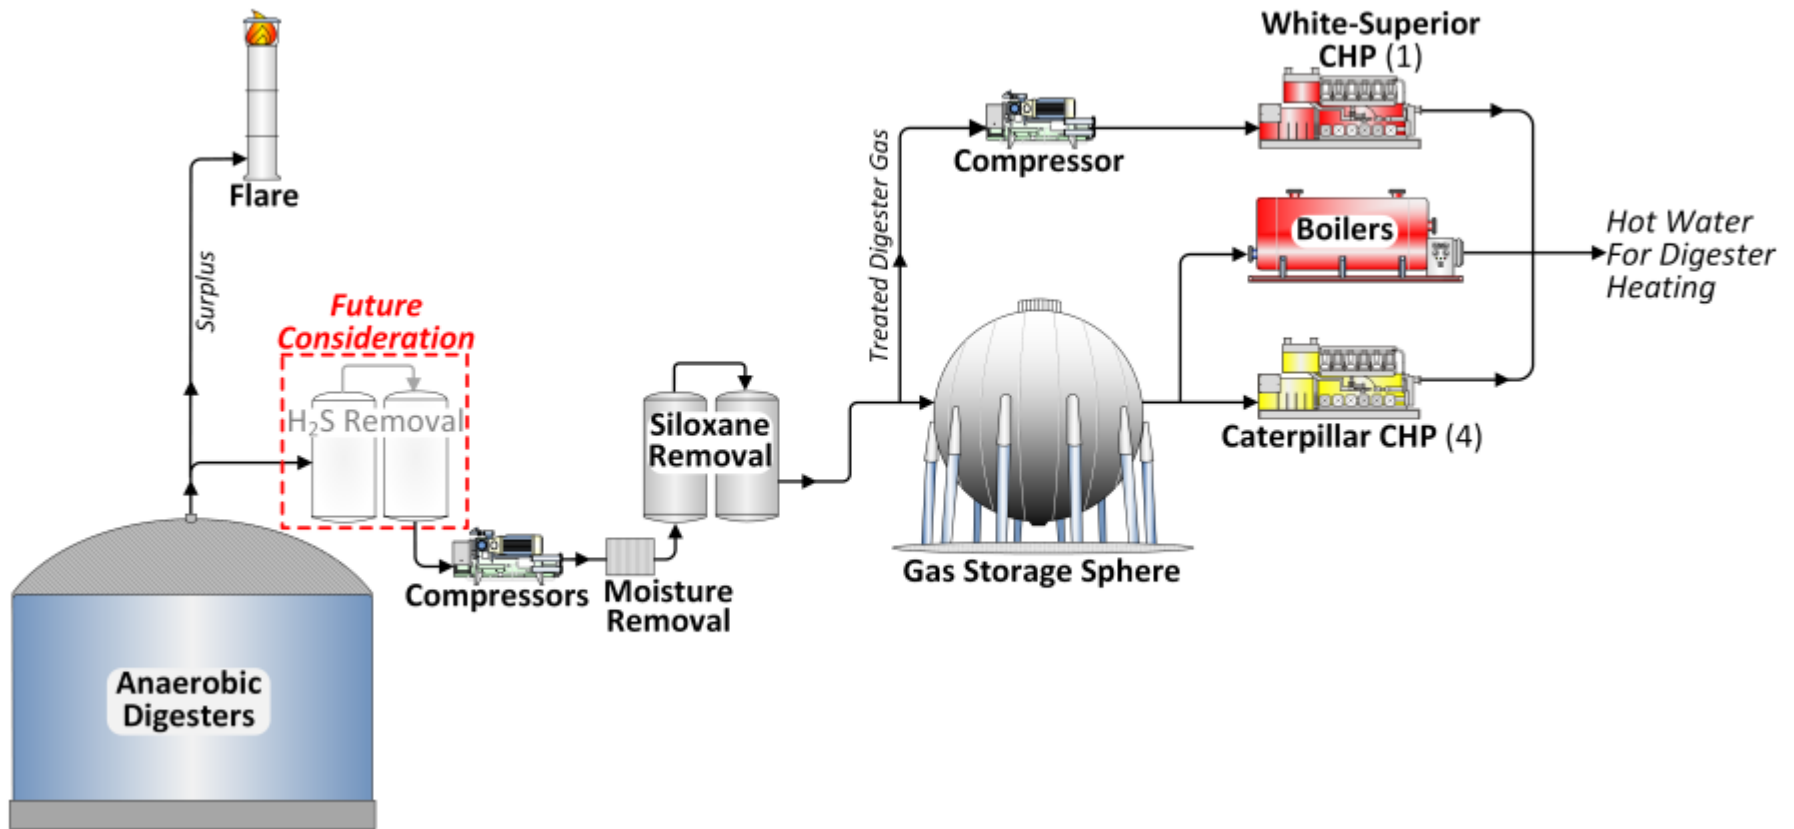 White-Superior
CHP (1)
Compressor
Flare
Treated Digester Gas
Boilers
Hot Water
For Digester
Heating
Surplus
Future
Consideration
H₂S Removal
Siloxane
Removal
Caterpillar CHP (4)
Gas Storage Sphere
Compressors
Moisture
Removal
Anaerobic
Digesters